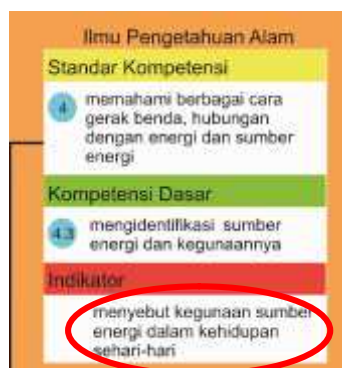 Ilmu Pengetahuan Alam
Standar Kompetensi
4 memahami berbagai cara
gerak benda, hubungan
dengan energi dan sumber
energi
Kompetensi Dasar
4.3 mengidentifikasi sumber
energi dan kegunaannya
Indikator
menyebut kegunaan sumber
energi dalam kehidupan
sehari-hari